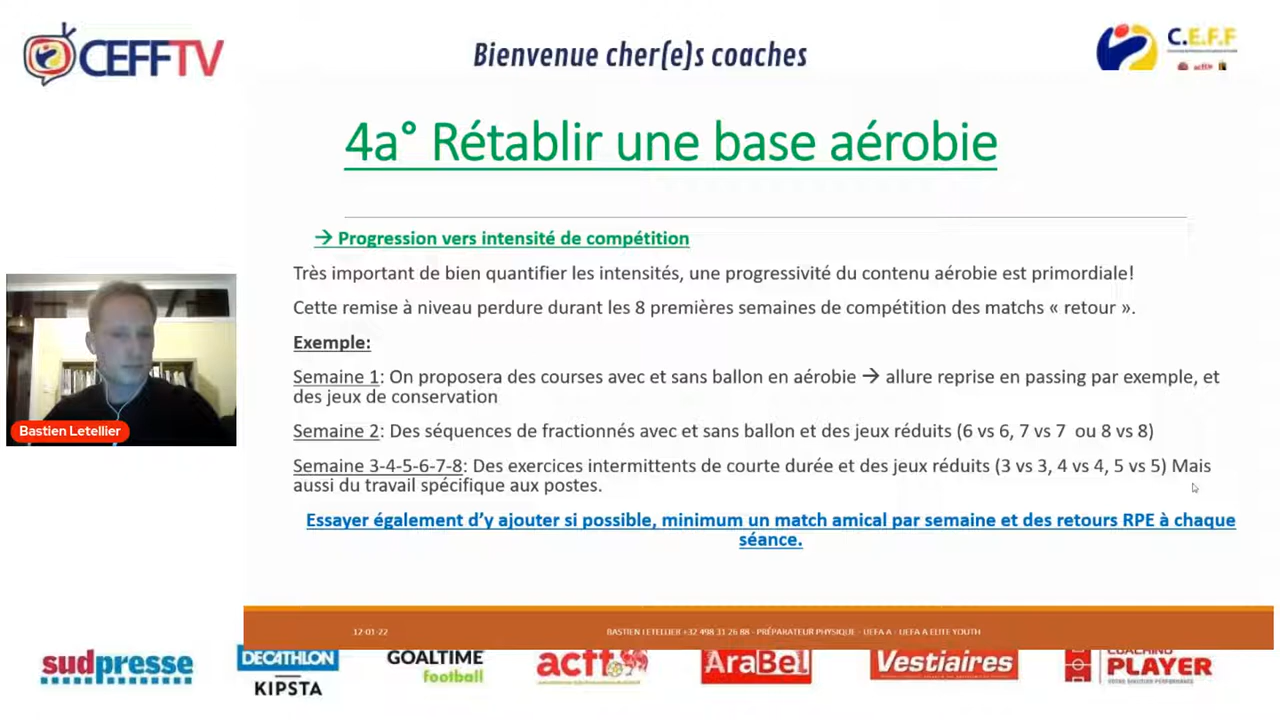 CEFFTV
Bienvenue cher(e)s coaches
C.E.F.F
4a° Rétablir une base aérobie
→ Progression vers intensité de compétition
Très important de bien quantifier les intensités, une progressivité du contenu aérobie est primordiale!
Cette remise à niveau perdure durant les 8 premières semaines de compétition des matchs « retour ».
Exemple:
Semaine 1: On proposera des courses avec et sans ballon en aérobie → allure reprise en passing par exemple, et
des jeux de conservation
Semaine 2: Des séquences de fractionnés avec et sans ballon et des jeux réduits (6 vs 6, 7 vs 7 ou 8 vs 8)
Semaine 3-4-5-6-7-8: Des exercices intermittents de courte durée et des jeux réduits (3 vs 3, 4 vs 4, 5 vs 5) Mais
aussi du travail spécifique aux postes.
Essayer également d'y ajouter si possible, minimum un match amical par semaine et des retours RPE à chaque
séance.
Bastien Letellier
12-01-22
BASTIEN LETELLIER +32 498 31 26 88 - PRÉPARATEUR PHYSIQUE - UEFA A - UEFA A ELITE YOUTH
sudpresse
DECATHLON
KIPSTA
GOALTIME
football
actff
AraBel
Vestiaires
COACHING
PLAYER